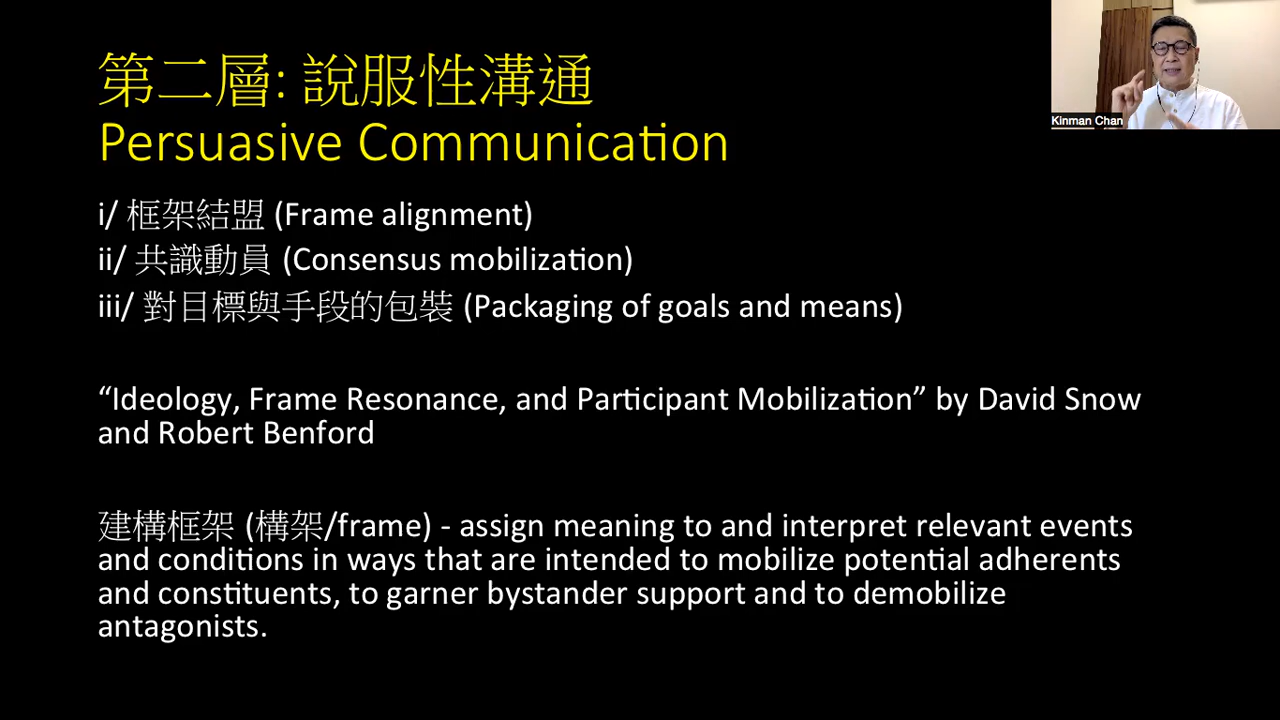 第二層: 說服性溝通
Persuasive Communication
i/ 框架結盟 (Frame alignment)
ii/ 共識動員 (Consensus mobilization)
iii/ 對目標與手段的包裝 (Packaging of goals and means)
“Ideology, Frame Resonance, and Participant Mobilization” by David Snow
and Robert Benford
建構框架 (構架/frame) - assign meaning to and interpret relevant events
and conditions in ways that are intended to mobilize potential adherents
and constituents, to garner bystander support and to demobilize
antagonists.
Kinman Chan